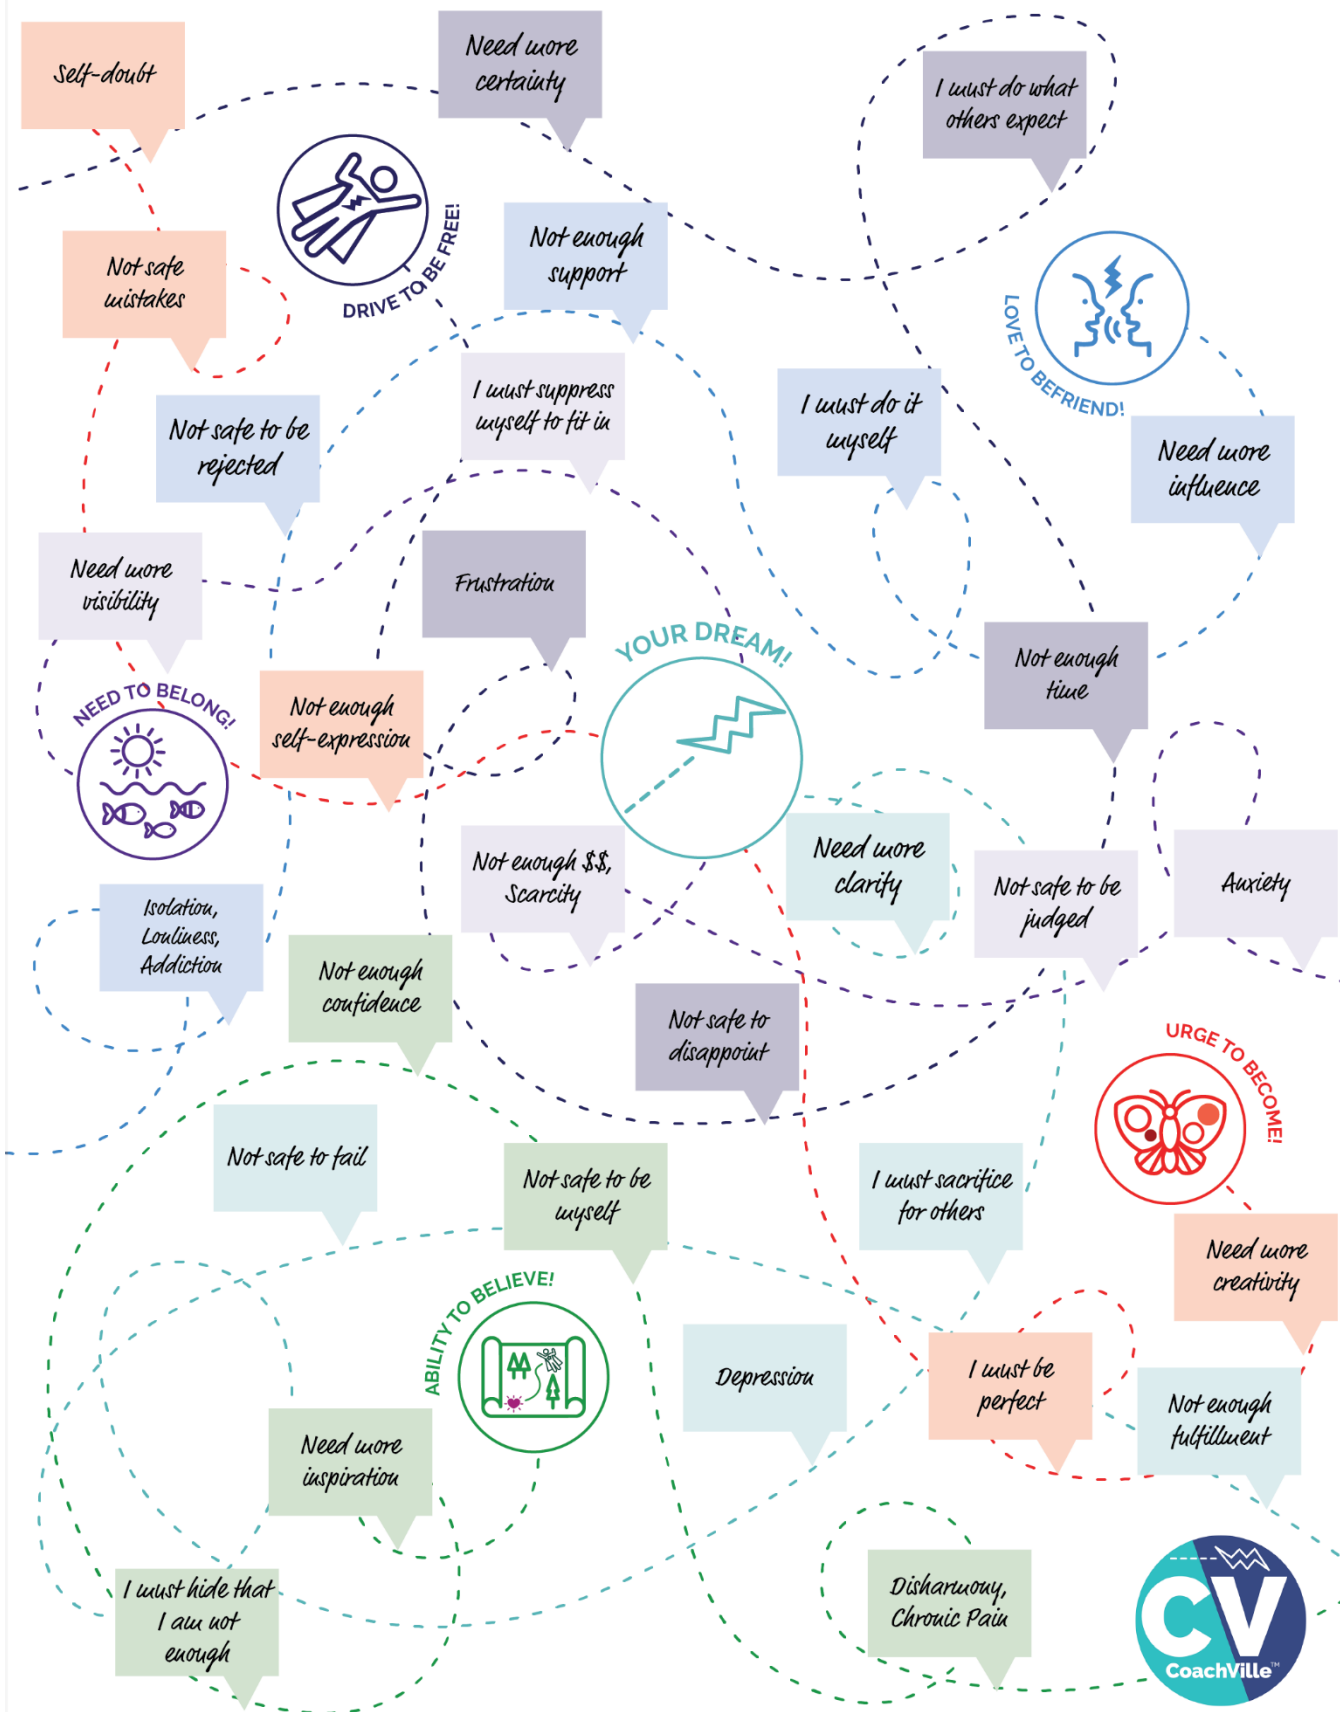 Self-doubt
Need more
certainty
I must do what
others expect
DRIVE TO BE FREE!
Not enough
support
Not safe
mistakes
LOVE TO BEFRIEND!
I must suppress
myself to fit in
I must do it
myself
Not safe to be
rejected
Need more
influence
Need more
visibility
Frustration
YOUR DREAM!
Not enough
time
NEED TO BELONG!
Not enough
self-expression
Not enough $$,
Scarcity
Need more
clarify
Not safe to be
judged
Anxiety
Isolation,
Lonliness,
Addiction
Not enough
confidence
Not safe to
disappoint
URGE TO BECOME!
Not safe to fail
Not safe to be
myself
I must sacrifice
for others
Need more
creativity
ABILITY TO BELIEVE!
Depression
I must be
perfect
Not enough
fulfillment
Need more
inspiration
I must hide that
I am not
enough
Disharmony,
Chronic Pain
CV
CoachVille™